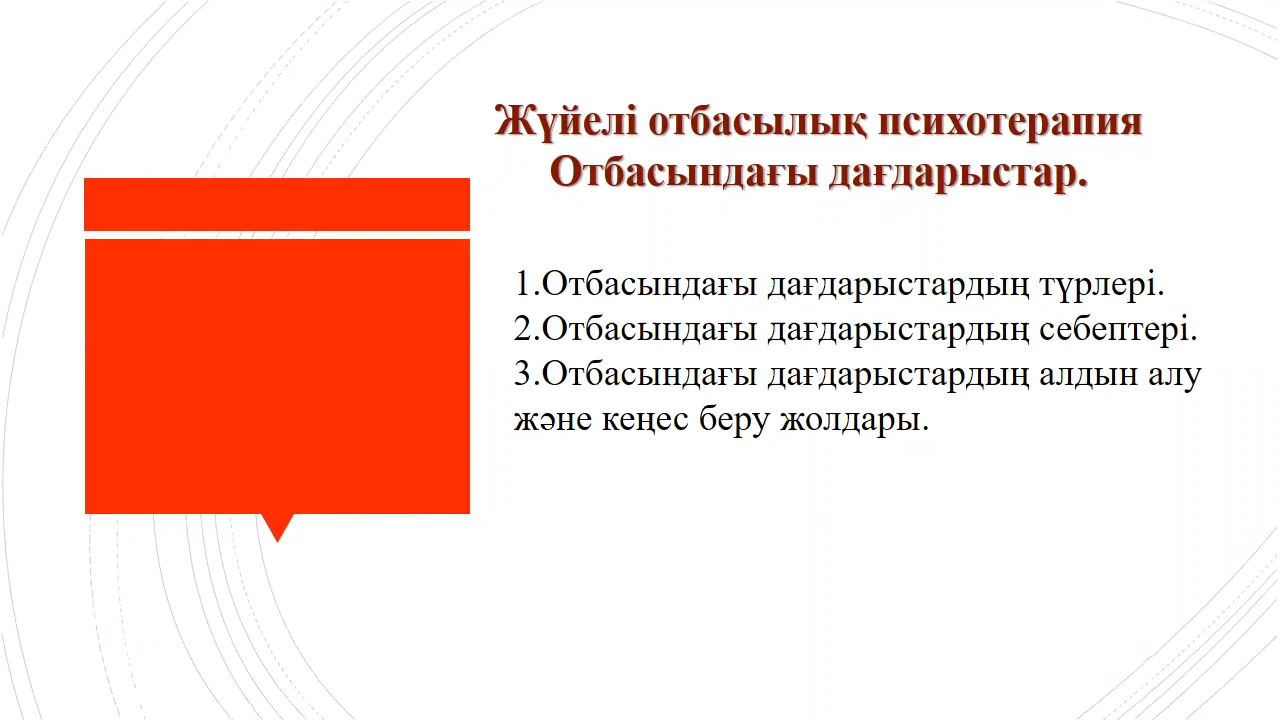 Жүйелі отбасылық психотерапия
Отбасындағы дағдарыстар.
1.Отбасындағы дағдарыстардың түрлері.
2.Отбасындағы дағдарыстардың себептері.
3.Отбасындағы дағдарыстардың алдын алу
және кеңес беру жолдары.